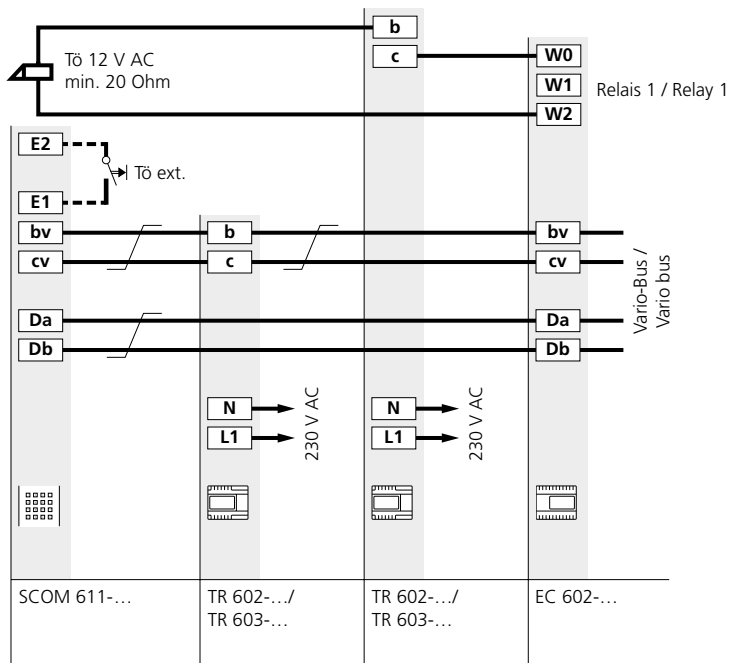 b
Tö 12 V AC
min. 20 Ohm
c
W0
W1
Relais 1 / Relay 1
W2
E2
Tö ext.
E1
bv
b
bv
cv
c
cv
Vario-Bus /
Vario bus
Da
Da
Db
Db
N
N
L1
L1
230 V AC
230 V AC
SCOM 611-…
TR 602-…/
TR 603-…
TR 602-…/
TR 603-…
EC 602-…